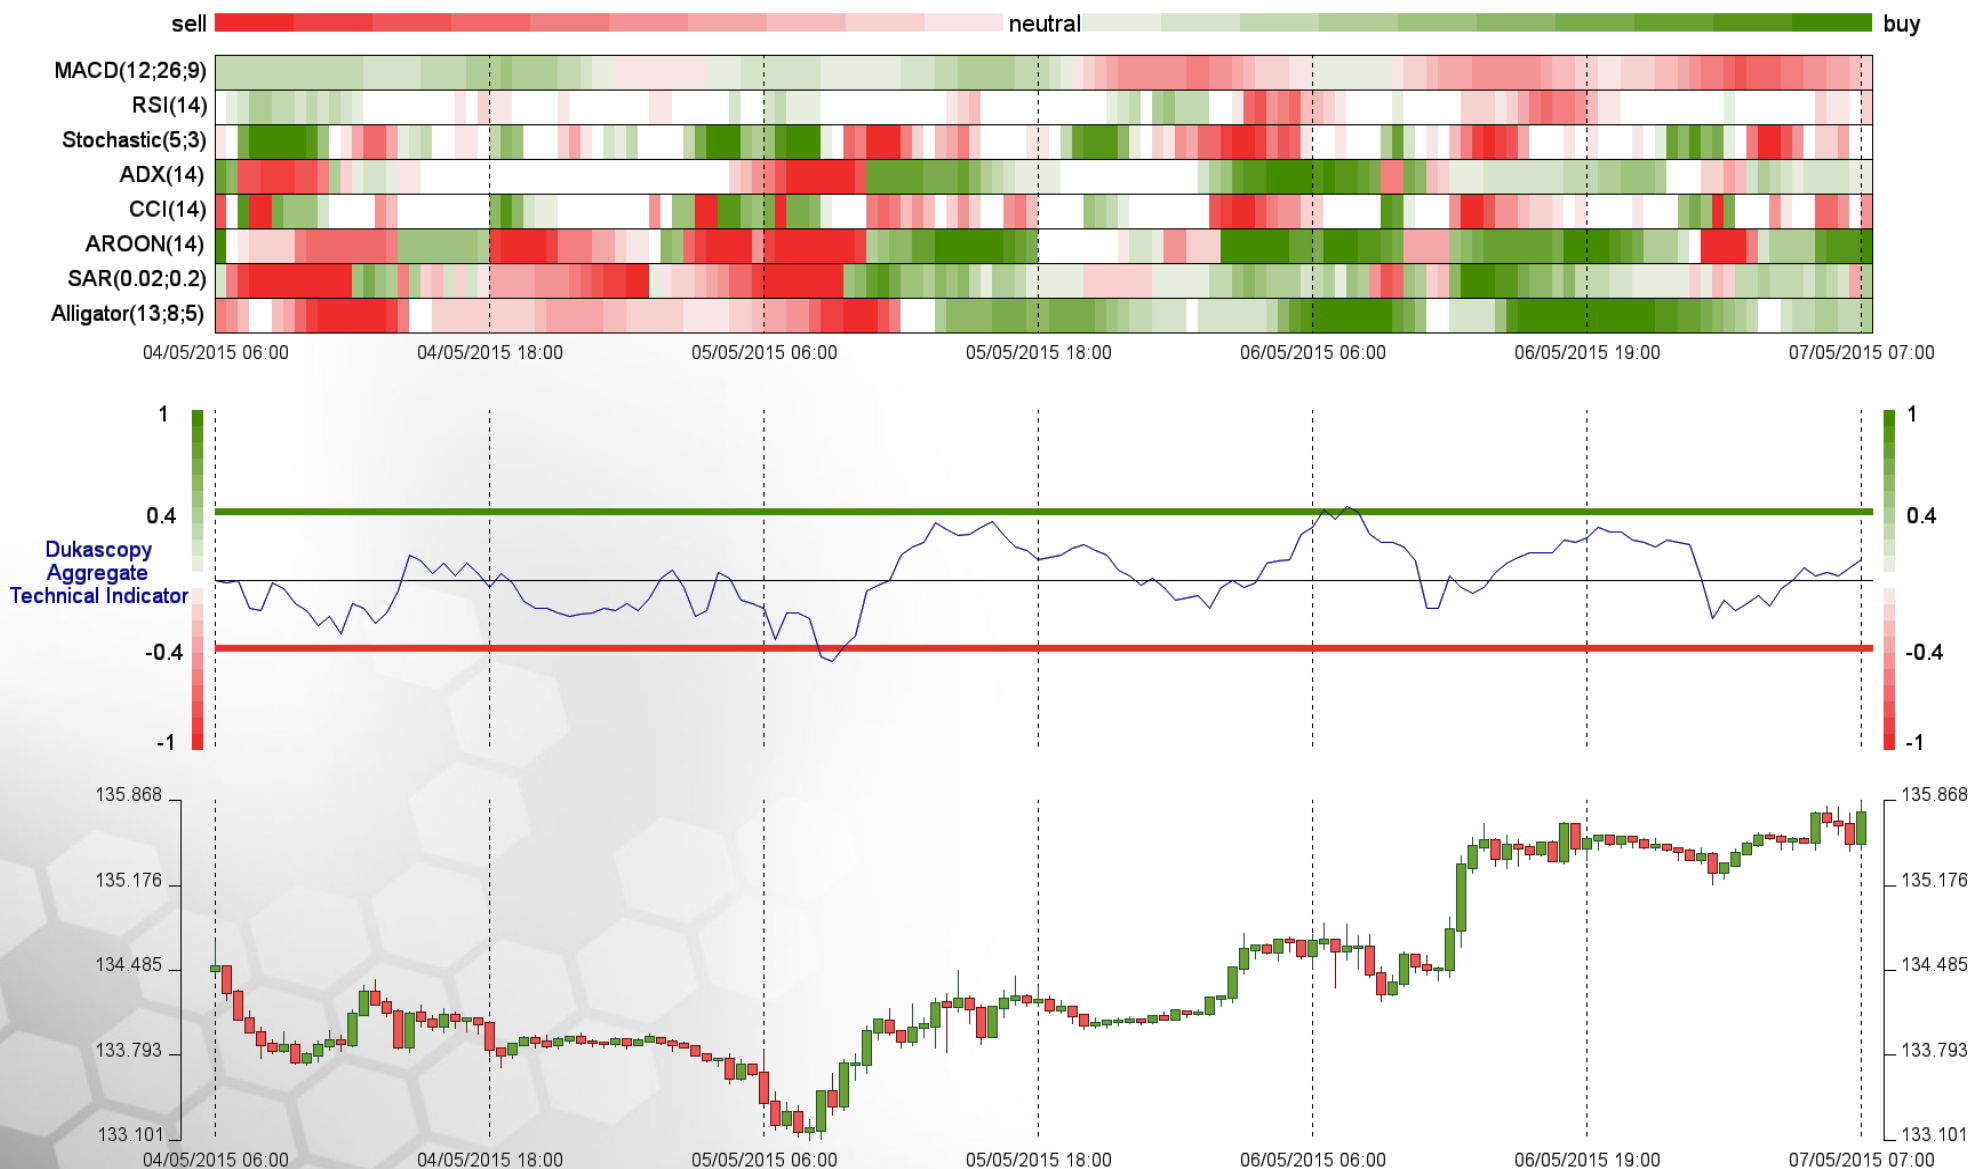 sell neutral buy
MACD(12;26;9)
RSI(14)
Stochastic(5;3)
ADX(14)
CCI(14)
AROON(14)
SAR(0.02;0.2)
Alligator(13;8;5)
04/05/2015 06:00 04/05/2015 18:00 05/05/2015 06:00 05/05/2015 18:00 06/05/2015 06:00 06/05/2015 19:00 07/05/2015 07:00
1 1
0.4 0.4
Dukascopy
Aggregate
Technical Indicator
-0.4 -0.4
-1 -1
135.868 135.868
135.176 135.176
134.485 134.485
133.793 133.793
133.101 133.101
04/05/2015 06:00 04/05/2015 18:00 05/05/2015 06:00 05/05/2015 18:00 06/05/2015 06:00 06/05/2015 19:00 07/05/2015 07:00